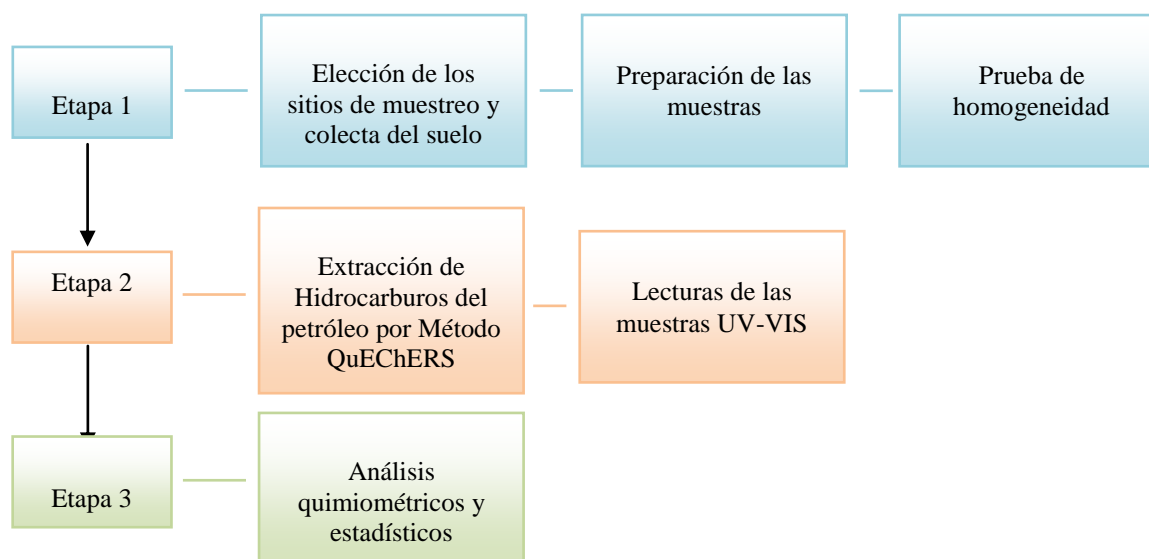 Etapa 1
Elección de los
sitios de muestreo y
colecta del suelo
Preparación de las
muestras
Prueba de
homogeneidad
Etapa 2
Extracción de
Hidrocarburos del
petróleo por Método
QuEChERS
Lecturas de las
muestras UV-VIS
Etapa 3
Análisis
quimiométricos y
estadísticos